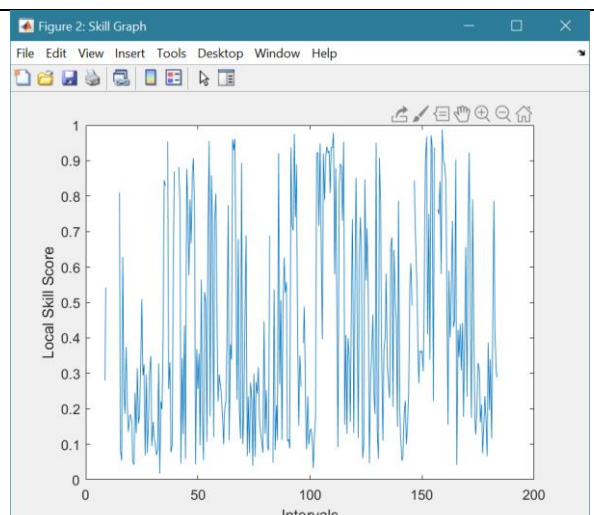 Figure 2: Skill Graph
File Edit View Insert Tools Desktop Window Help
1
0.9
0.8
0.7
0.6
0.5
0.4
0.3
0.2
0.1
0
Local Skill Score
0 50 100 150 200
Intervals